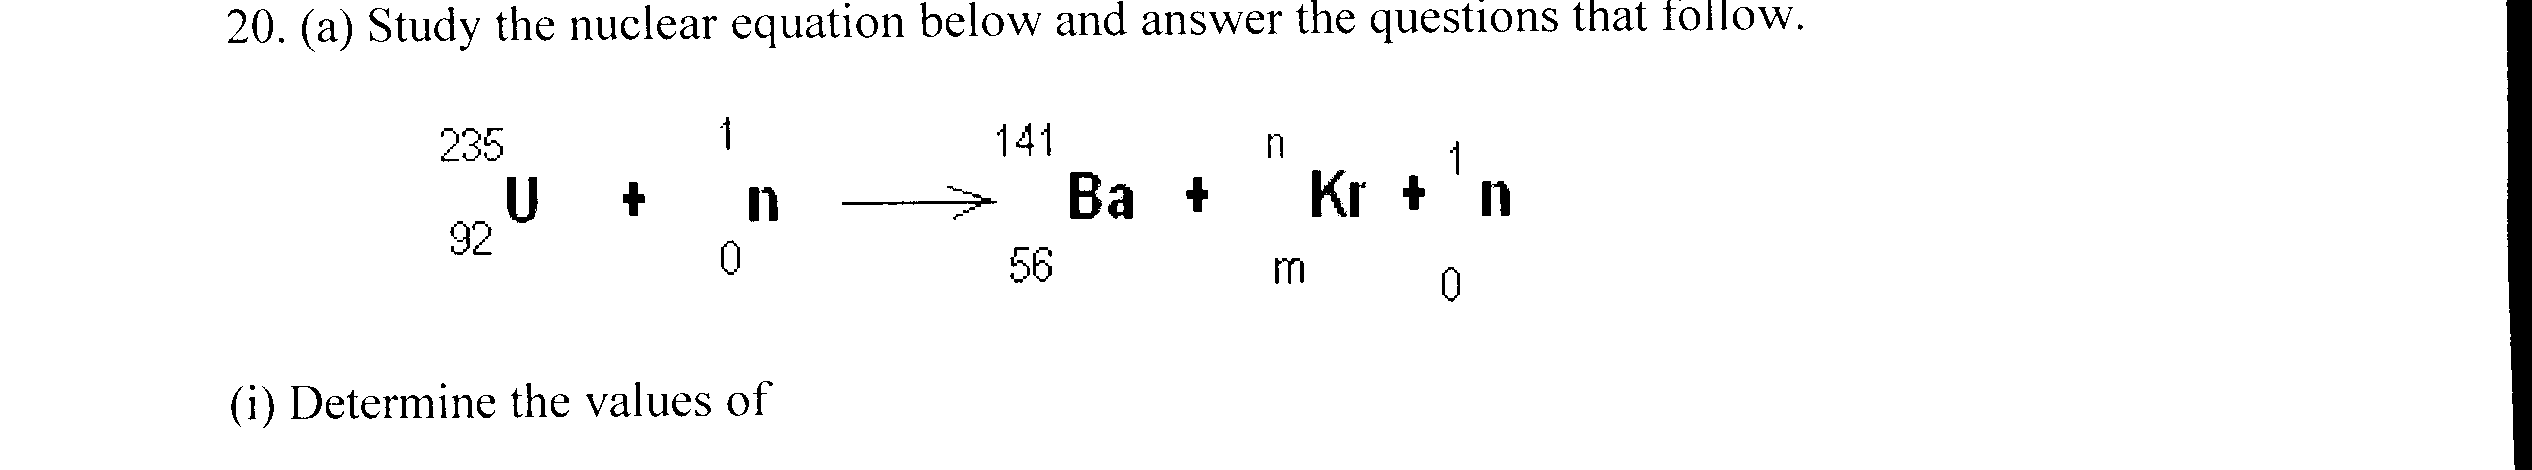 20. (a) Study the nuclear equation below and answer the questions that follow.
235 1 141 n 1
U + n → Ba + Kr + n
92 0 56 m 0
(i) Determine the values of